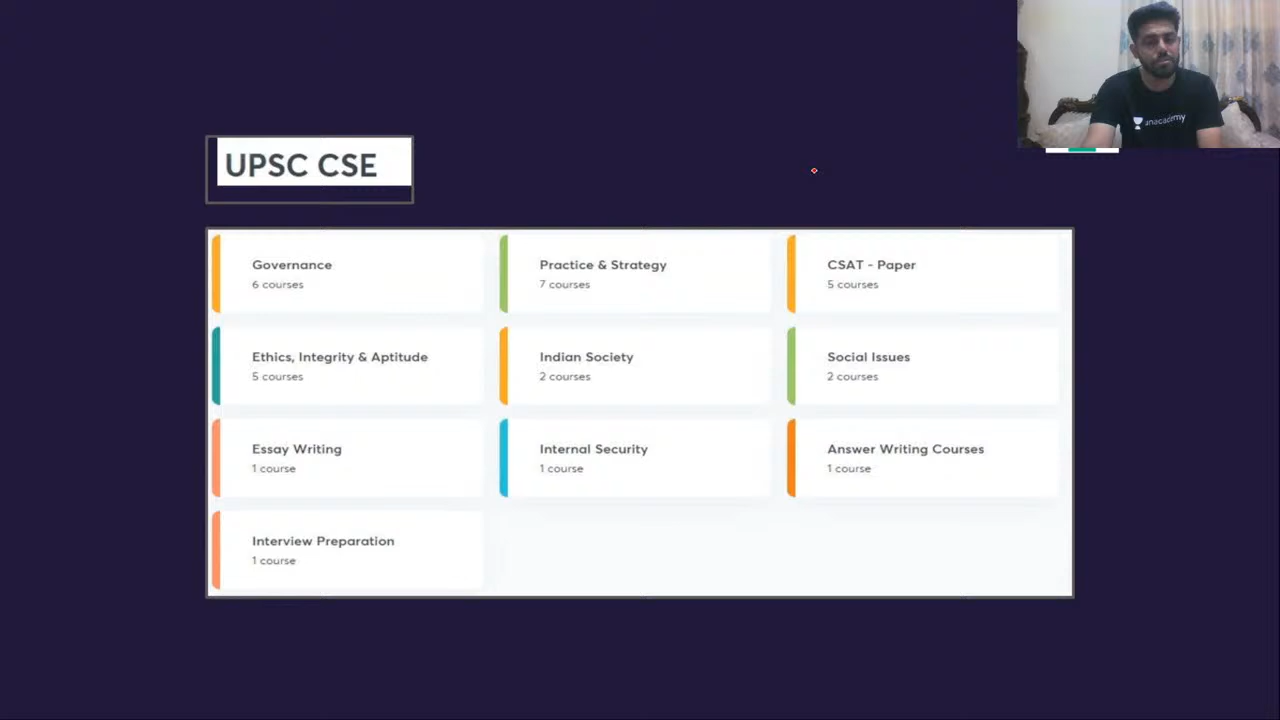 unacademy
UPSC CSE
Governance
6 courses
Practice & Strategy
7 courses
CSAT - Paper
5 courses
Ethics, Integrity & Aptitude
5 courses
Indian Society
2 courses
Social Issues
2 courses
Essay Writing
1 course
Internal Security
1 course
Answer Writing Courses
1 course
Interview Preparation
1 course